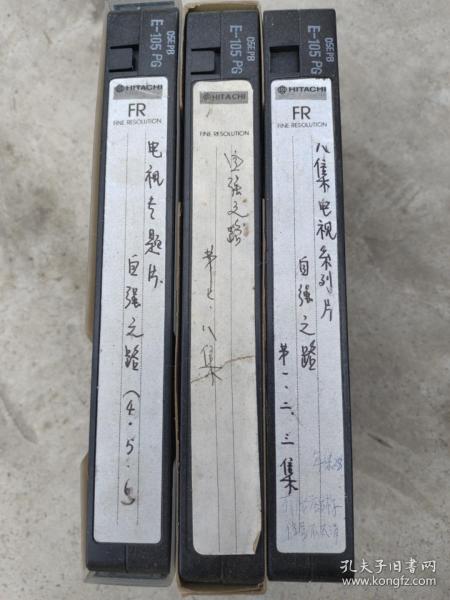 05EPB
E-105 PG
HITACHI
FR
FINE RESOLUTION
电视专题片
自强之路(4.5.6
05EPB
E-105 PG
HITACHI
FINE RESOLUTION
自强之路
第七、八集
05EPB
E-105 PG
HITACHI
FR
FINE RESOLUTION
八集电视系列片
自强之路
第一.二.三集
孔夫子旧书网
www.kongfz.com